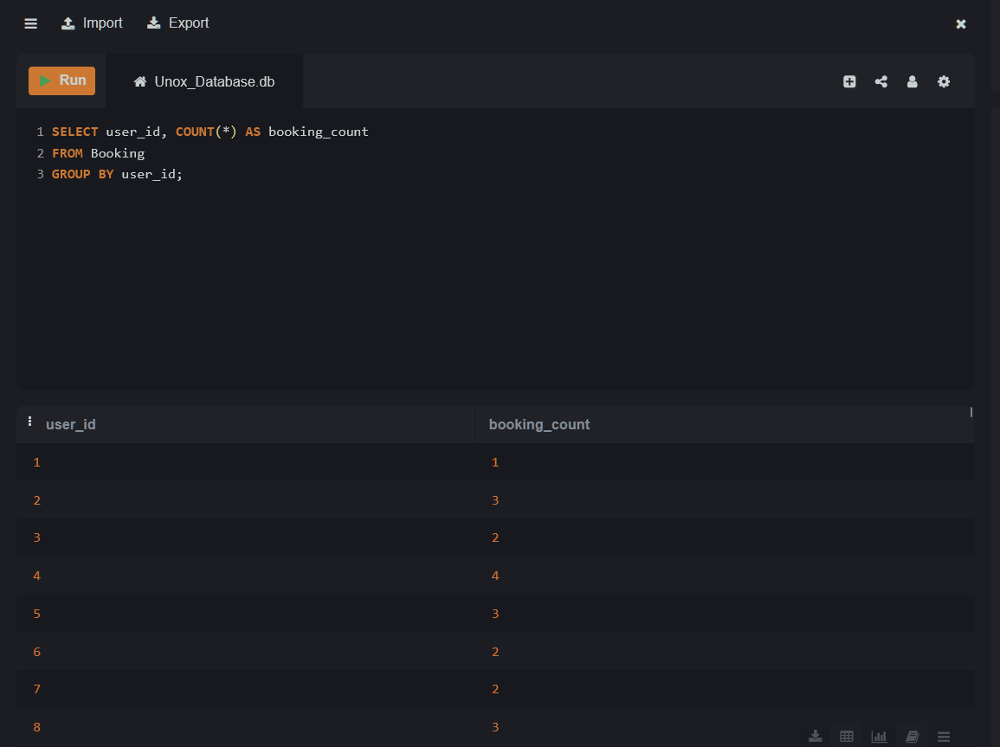 Import Export
Run Unox_Database.db
1 SELECT user_id, COUNT(*) AS booking_count
2 FROM Booking
3 GROUP BY user_id;
user_id booking_count
1 1
2 3
3 2
4 4
5 3
6 2
7 2
8 3